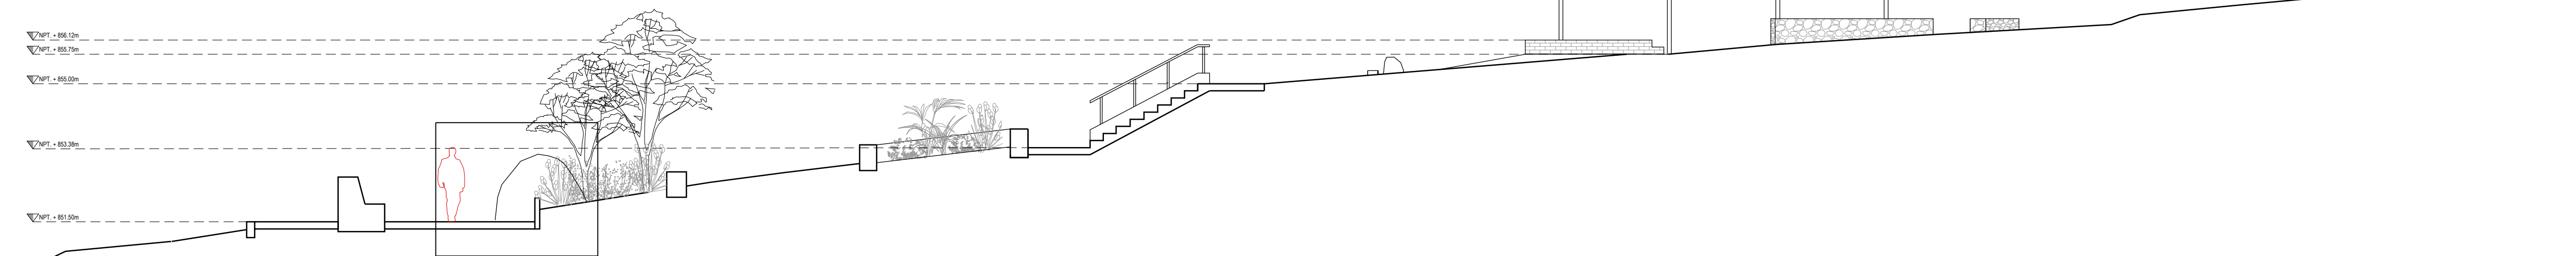 NPT. + 856.12m
NPT. + 855.75m
NPT. + 855.00m
NPT. + 853.38m
NPT. + 851.50m